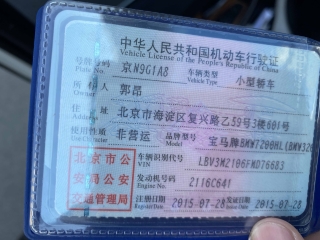 中华人民共和国机动车行驶证
Vehicle License of the People's Republic of China
号牌号码 Plate No. 京N9G1A8 车辆类型 Vehicle Type 小型轿车
所有人 Owner 郭昂
住址 Address 北京市海淀区复兴路乙59号3楼601号
使用性质 Use Character 非营运 品牌型号 Model 宝马牌BMW7200HL(BMW320
北京市公安局公安交通管理局
车辆识别代号 VIN LBV3M2106FMD76683
发动机号码 Engine No. 2116C641
注册日期 Register Date 2015-07-28 发证日期 Issue Date 2015-07-28